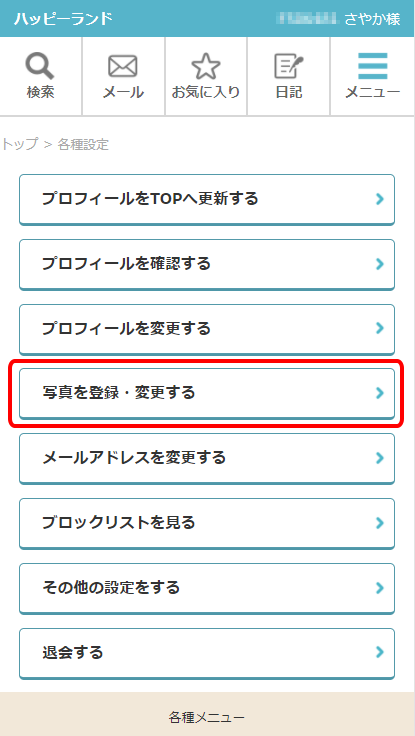 ハッピーランド
さやか様
検索
メール
お気に入り
日記
メニュー
トップ > 各種設定
プロフィールをTOPへ更新する
プロフィールを確認する
プロフィールを変更する
写真を登録・変更する
メールアドレスを変更する
ブロックリストを見る
その他の設定をする
退会する
各種メニュー